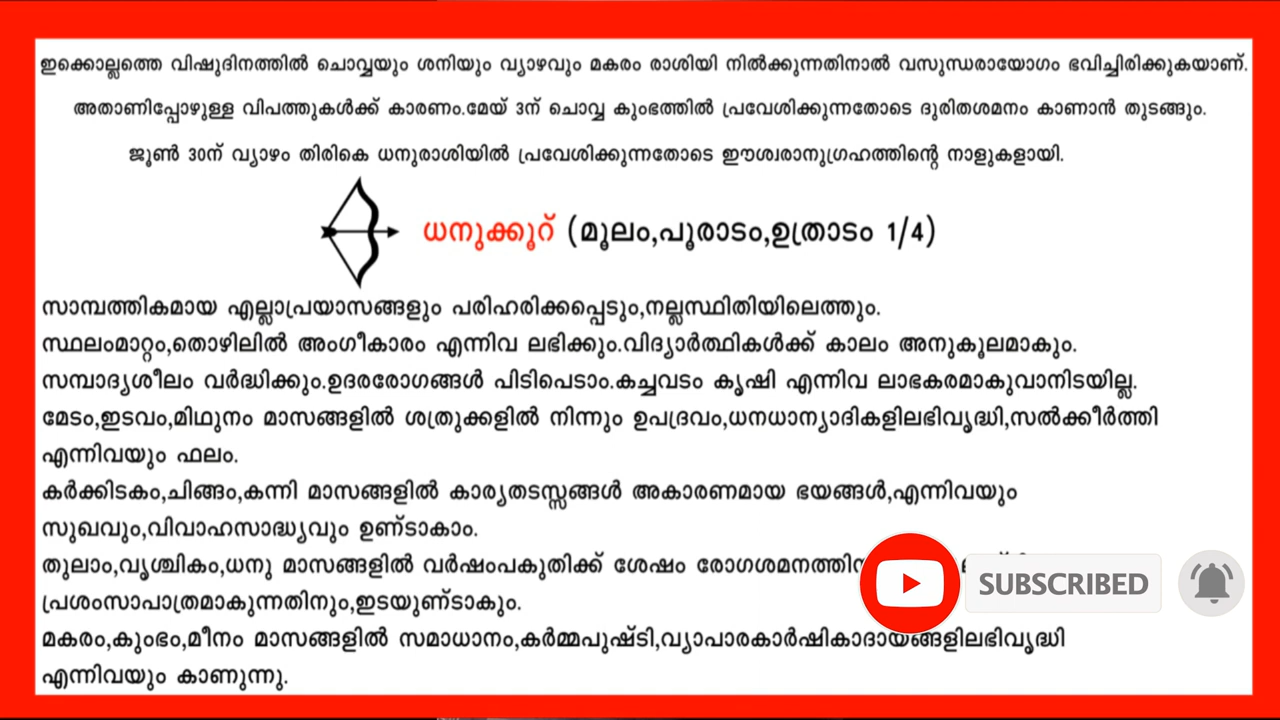 ഇക്കൊല്ലത്തെ വിഷുദിനത്തിൽ ചൊവ്വയും ശനിയും വ്യാഴവും മകരം രാശിയി നിൽക്കുന്നതിനാൽ വസുന്ധരായോഗം ഭവിച്ചിരിക്കുകയാണ്.
അതാണിപ്പോഴുള്ള വിപത്തുകൾക്ക് കാരണം.മേയ് 3ന് ചൊവ്വ കുംഭത്തിൽ പ്രവേശിക്കുന്നതോടെ ദുരിതശമനം കാണാൻ തുടങ്ങും.
ജൂൺ 30ന് വ്യാഴം തിരികെ ധനുരാശിയിൽ പ്രവേശിക്കുന്നതോടെ ഈശ്വരാനുഗ്രഹത്തിന്റെ നാളുകളായി.
ധനുക്കൂറ് (മൂലം,പൂരാടം,ഉത്രാടം 1/4)
സാമ്പത്തികമായ എല്ലാപ്രയാസങ്ങളും പരിഹരിക്കപ്പെടും,നല്ലസ്ഥിതിയിലെത്തും.
സ്ഥലംമാറ്റം,തൊഴിലിൽ അംഗീകാരം എന്നിവ ലഭിക്കും.വിദ്യാർത്ഥികൾക്ക് കാലം അനുകൂലമാകും.
സമ്പാദ്യശീലം വർദ്ധിക്കും.ഉദരരോഗങ്ങൾ പിടിപെടാം.കച്ചവടം കൃഷി എന്നിവ ലാഭകരമാകുവാനിടയില്ല.
മേടം,ഇടവം,മിഥുനം മാസങ്ങളിൽ ശത്രുക്കളിൽ നിന്നും ഉപദ്രവം,ധനധാന്യാദികളിലഭിവൃദ്ധി,സൽക്കീർത്തി
എന്നിവയും ഫലം.
കർക്കിടകം,ചിങ്ങം,കന്നി മാസങ്ങളിൽ കാര്യതടസ്സങ്ങൾ അകാരണമായ ഭയങ്ങൾ,എന്നിവയും
സുഖവും,വിവാഹസാദ്ധ്യവും ഉണ്ടാകാം.
തുലാം,വൃശ്ചികം,ധനു മാസങ്ങളിൽ വർഷംപകുതിക്ക് ശേഷം
പ്രശംസാപാത്രമാകുന്നതിനും,ഇടയുണ്ടാകും.
മകരം,കുംഭം,മീനം മാസങ്ങളിൽ സമാധാനം,കർമ്മപുഷ്ടി,വ്യാപാരകാർഷികാദായങ്ങളിലഭിവൃദ്ധി
എന്നിവയും കാണുന്നു.
SUBSCRIBED